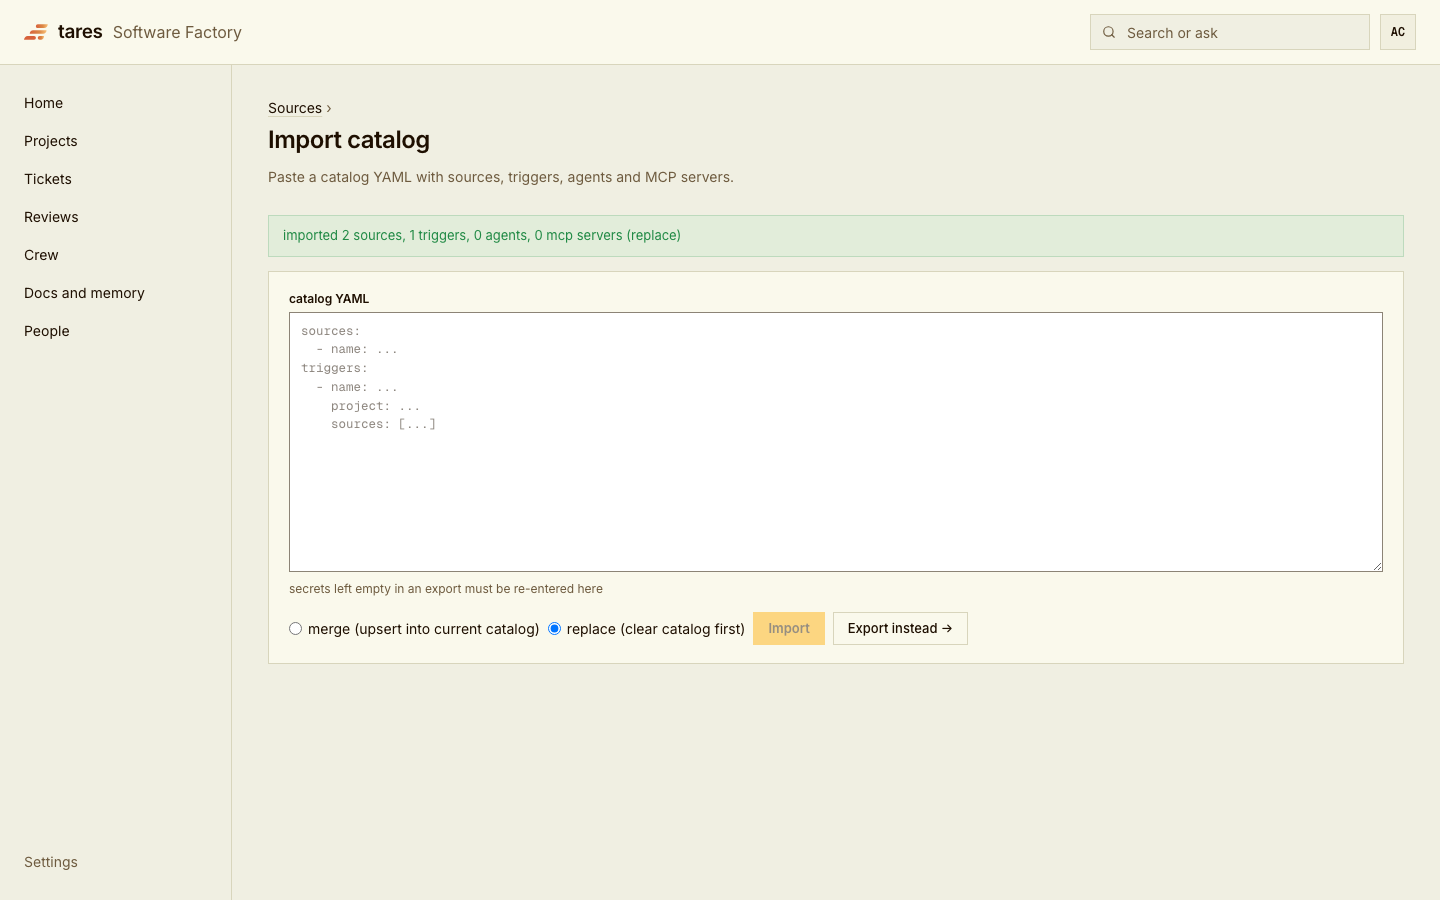 tares Software Factory
Search or ask
AC
Home
Projects
Tickets
Reviews
Crew
Docs and memory
People
Settings
Sources ›
Import catalog
Paste a catalog YAML with sources, triggers, agents and MCP servers.
imported 2 sources, 1 triggers, 0 agents, 0 mcp servers (replace)
catalog YAML
sources:
  - name: ...
triggers:
  - name: ...
    project: ...
    sources: [...]
secrets left empty in an export must be re-entered here
merge (upsert into current catalog) replace (clear catalog first) Import Export instead →